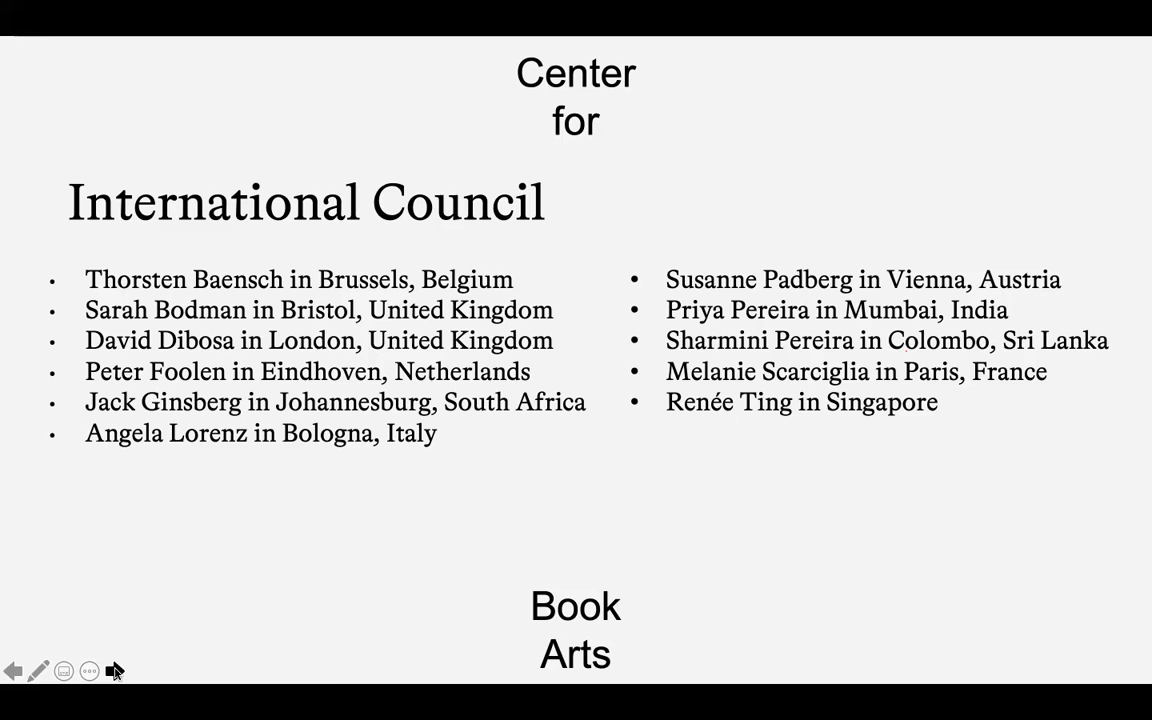 Center
for
International Council
• Thorsten Baensch in Brussels, Belgium
• Sarah Bodman in Bristol, United Kingdom
• David Dibosa in London, United Kingdom
• Peter Foolen in Eindhoven, Netherlands
• Jack Ginsberg in Johannesburg, South Africa
• Angela Lorenz in Bologna, Italy
• Susanne Padberg in Vienna, Austria
• Priya Pereira in Mumbai, India
• Sharmini Pereira in Colombo, Sri Lanka
• Melanie Scarciglia in Paris, France
• Renée Ting in Singapore
Book
Arts